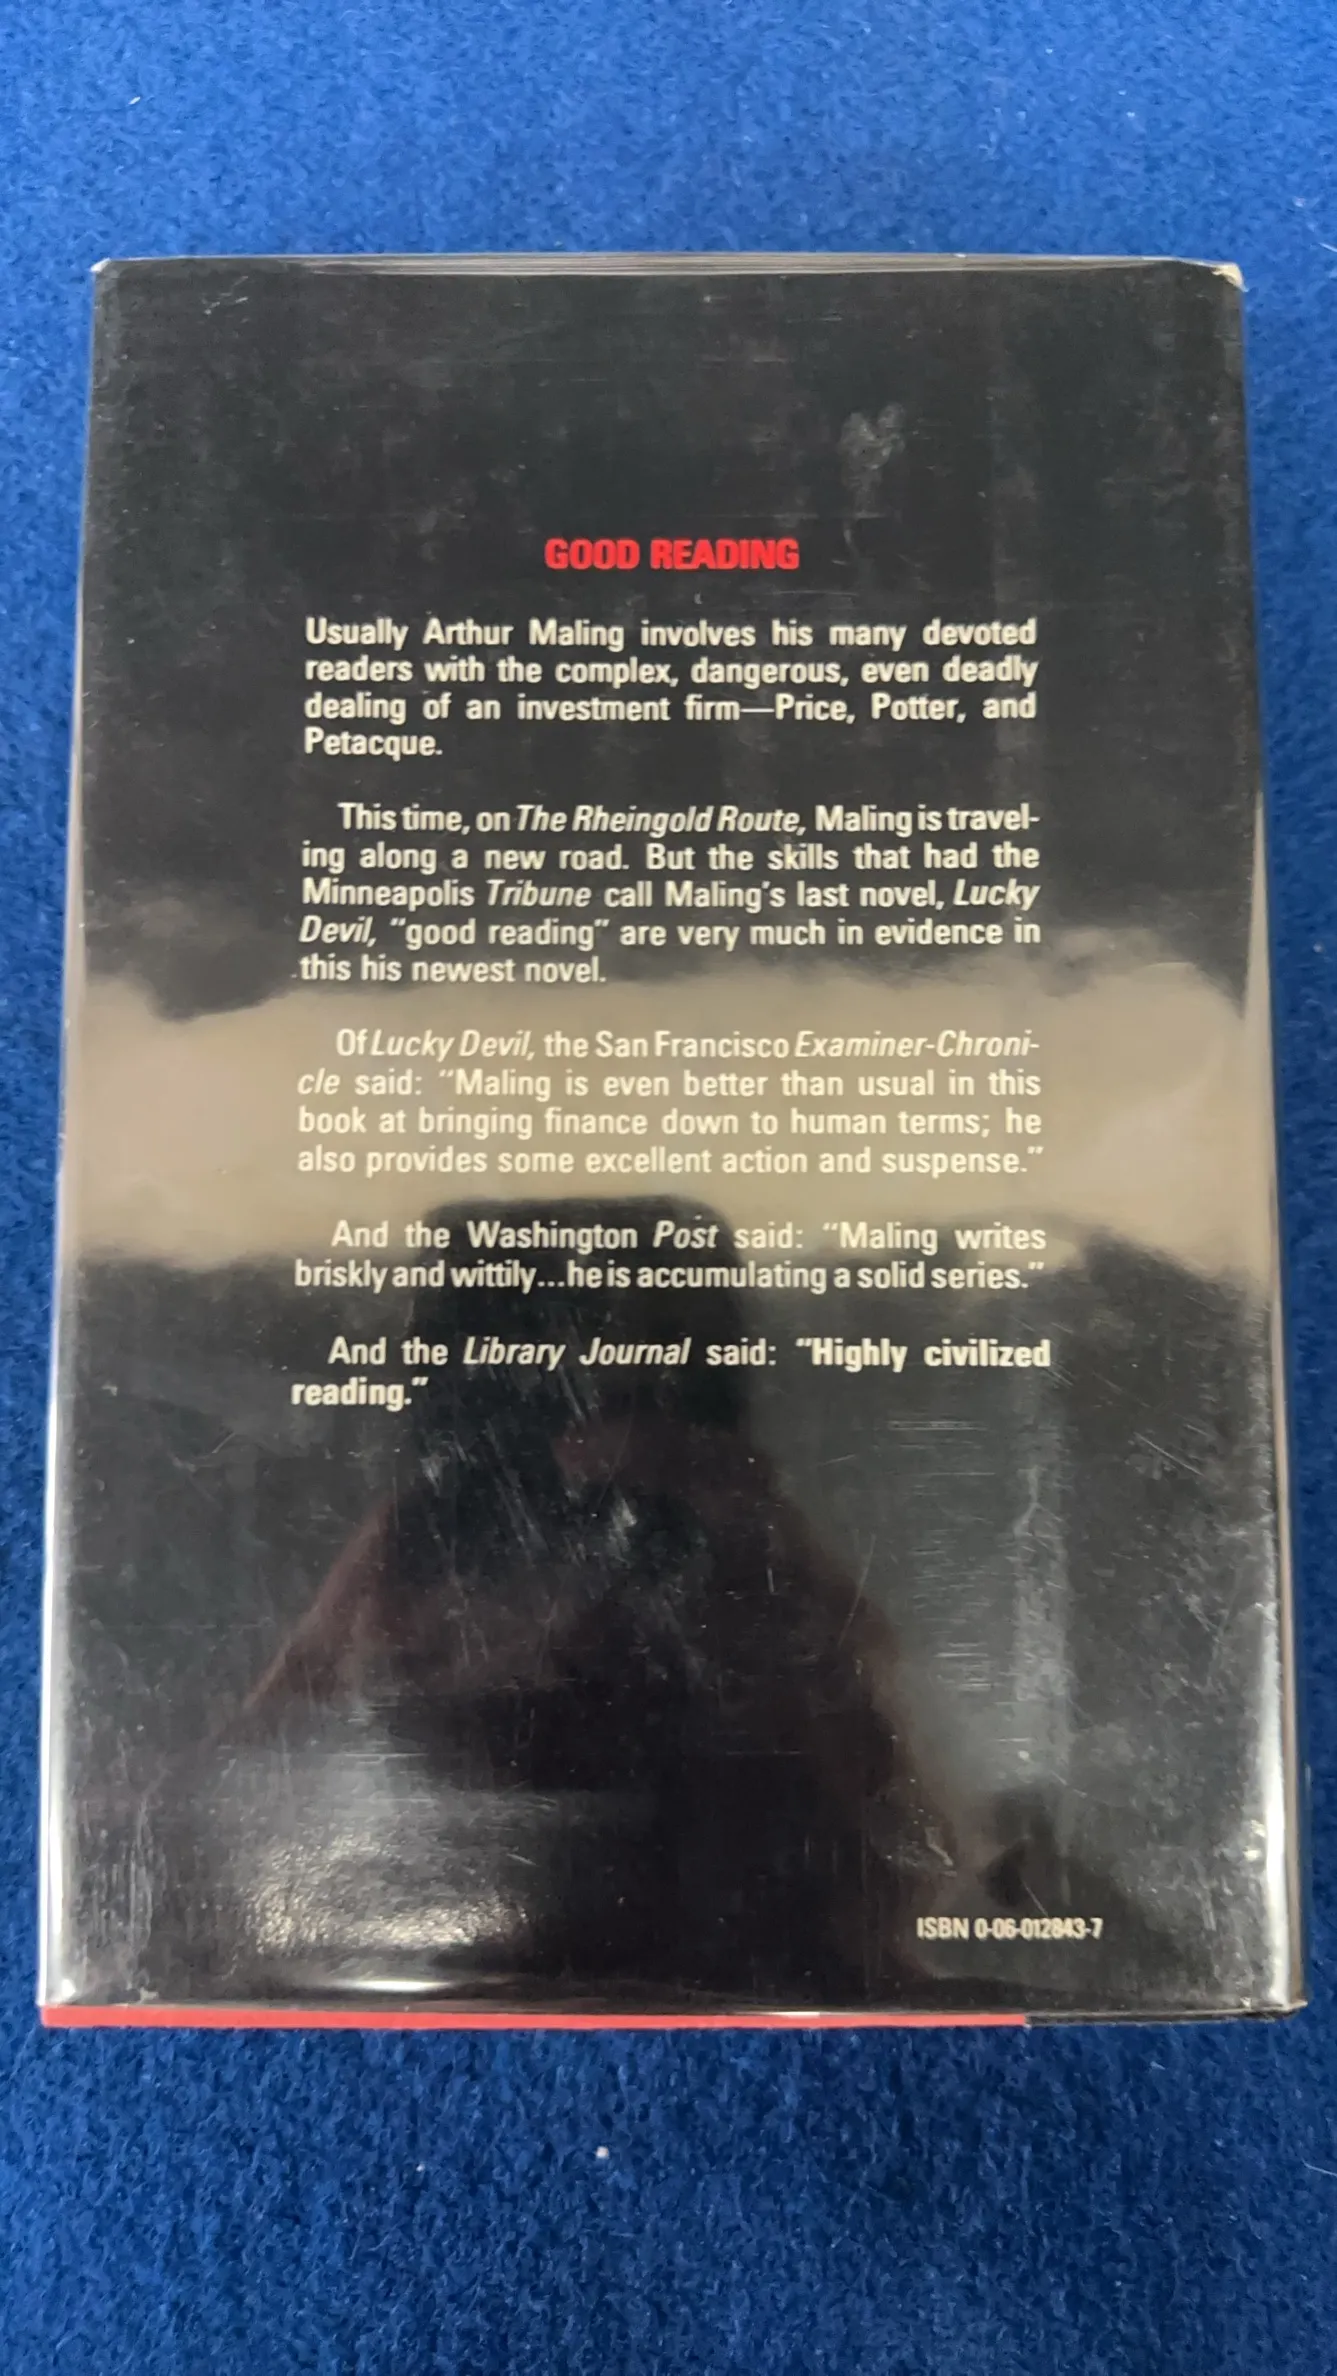 GOOD READING
Usually Arthur Maling involves his many devoted
readers with the complex, dangerous, even deadly
dealing of an investment firm—Price, Potter, and
Petacque.
This time, on The Rheingold Route, Maling is travel-
ing along a new road. But the skills that had the
Minneapolis Tribune call Maling's last novel, Lucky
Devil, "good reading" are very much in evidence in
this his newest novel.
Of Lucky Devil, the San Francisco Examiner-Chroni-
cle said: "Maling is even better than usual in this
book at bringing finance down to human terms; he
also provides some excellent action and suspense."
And the Washington Post said: "Maling writes
briskly and wittily...he is accumulating a solid series."
And the Library Journal said: "Highly civilized
reading."
ISBN 0-06-012843-7